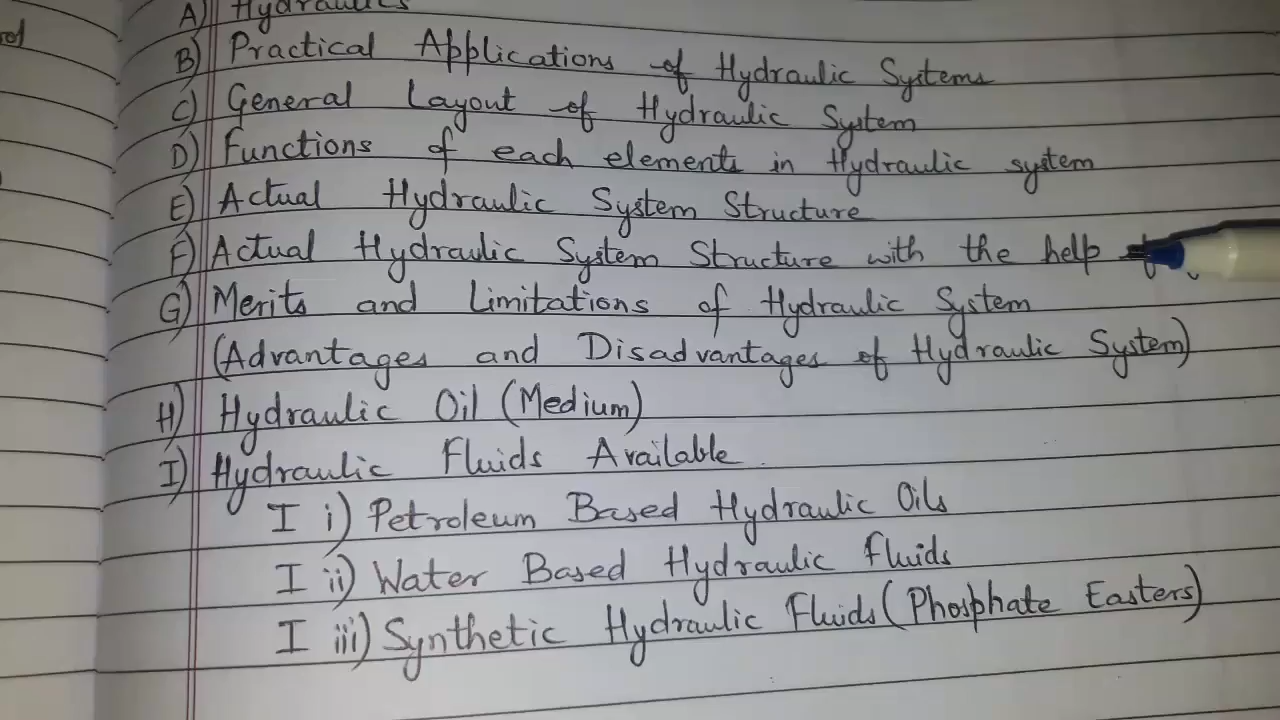 A) Hydraulics
B) Practical Applications of Hydraulic Systems
C) General Layout of Hydraulic System
D) Functions of each elements in Hydraulic system
E) Actual Hydraulic System Structure
F) Actual Hydraulic System Structure with the help
G) Merits and Limitations of Hydraulic System
(Advantages and Disadvantages of Hydraulic System)
H) Hydraulic Oil (Medium)
I) Hydraulic Fluids Available
I i) Petroleum Based Hydraulic Oils
I ii) Water Based Hydraulic Fluids
I iii) Synthetic Hydraulic Fluids (Phosphate Easters)